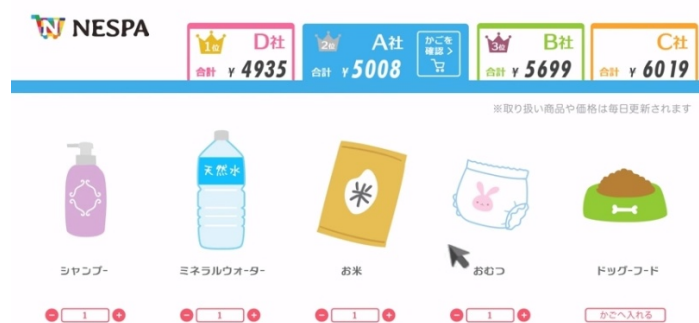 NESPA
1位 D社
合計 ¥ 4935
2位 A社
合計 ¥ 5008
かごを
確認 >
3位 B社
合計 ¥ 5699
C社
合計 ¥ 6019
※取り扱い商品や価格は毎日更新されます
天然水
米
シャンプー
ミネラルウォーター
お米
おむつ
ドッグーフード
- 1 +
- 1 +
- 1 +
- 1 +
かごへ入れる